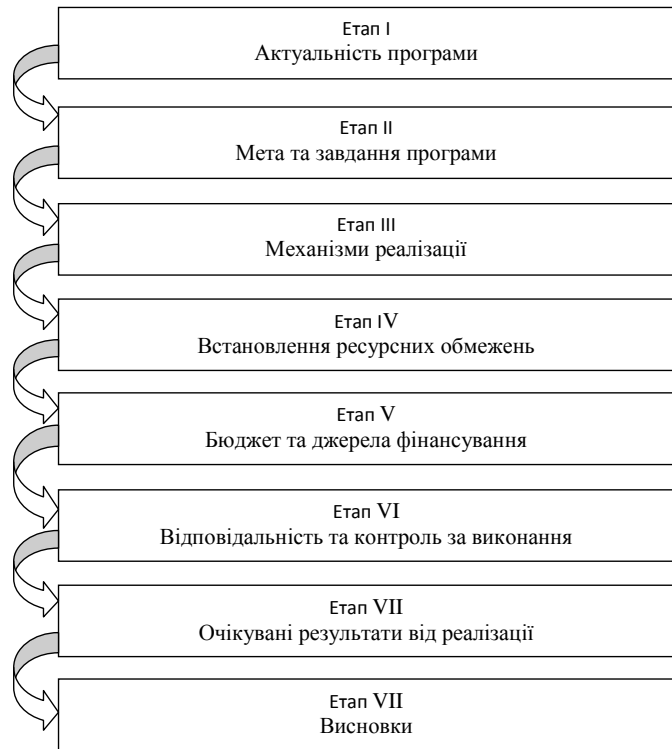 Етап I
Актуальність програми
Етап II
Мета та завдання програми
Етап III
Механізми реалізації
Етап IV
Встановлення ресурсних обмежень
Етап V
Бюджет та джерела фінансування
Етап VI
Відповідальність та контроль за виконання
Етап VII
Очікувані результати від реалізації
Етап VII
Висновки